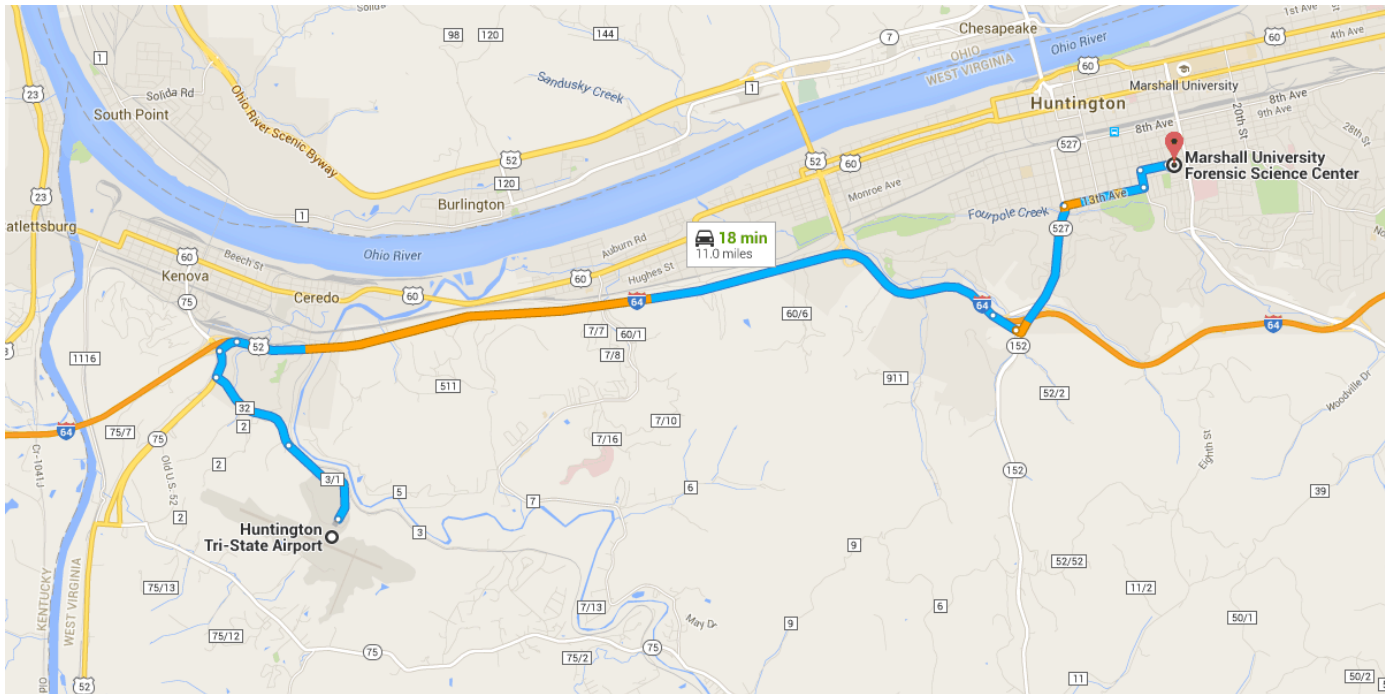 1st Ave
60
4th Ave
Solida
98
120
144
7
Chesapeake
Ohio River
OHIO
WEST VIRGINIA
60
1
23
Solida Rd
South Point
Sandusky Creek
1
Marshall University
Huntington
20th St
8th Ave
9th Ave
28th St
8th Ave
527
Ohio River Scenic Byway
52
52
60
Marshall University
Forensic Science Center
23
120
Burlington
Monroe Ave
1
13th Ave
Fourpole Creek
527
atlettsburg
Ohio River
Auburn Rd
18 min
11.0 miles
60
Beech St
Kenova
60
Hughes St
75
Ceredo
60
64
64
64
60/6
7/7
60/1
52
152
1116
7/8
511
911
52/2
Woodville Dr
32
2
7/10
64
75/7
75
7/16
Eighth St
Cr-1041J
Old U.S. 52
2
152
3/1
5
6
39
7
2
Huntington
Tri-State Airport
3
9
52/52
KENTUCKY
WEST VIRGINIA
75/13
11/2
7/13
6
50/1
May Dr
9
75/12
75
75
75/2
52
11
50/2